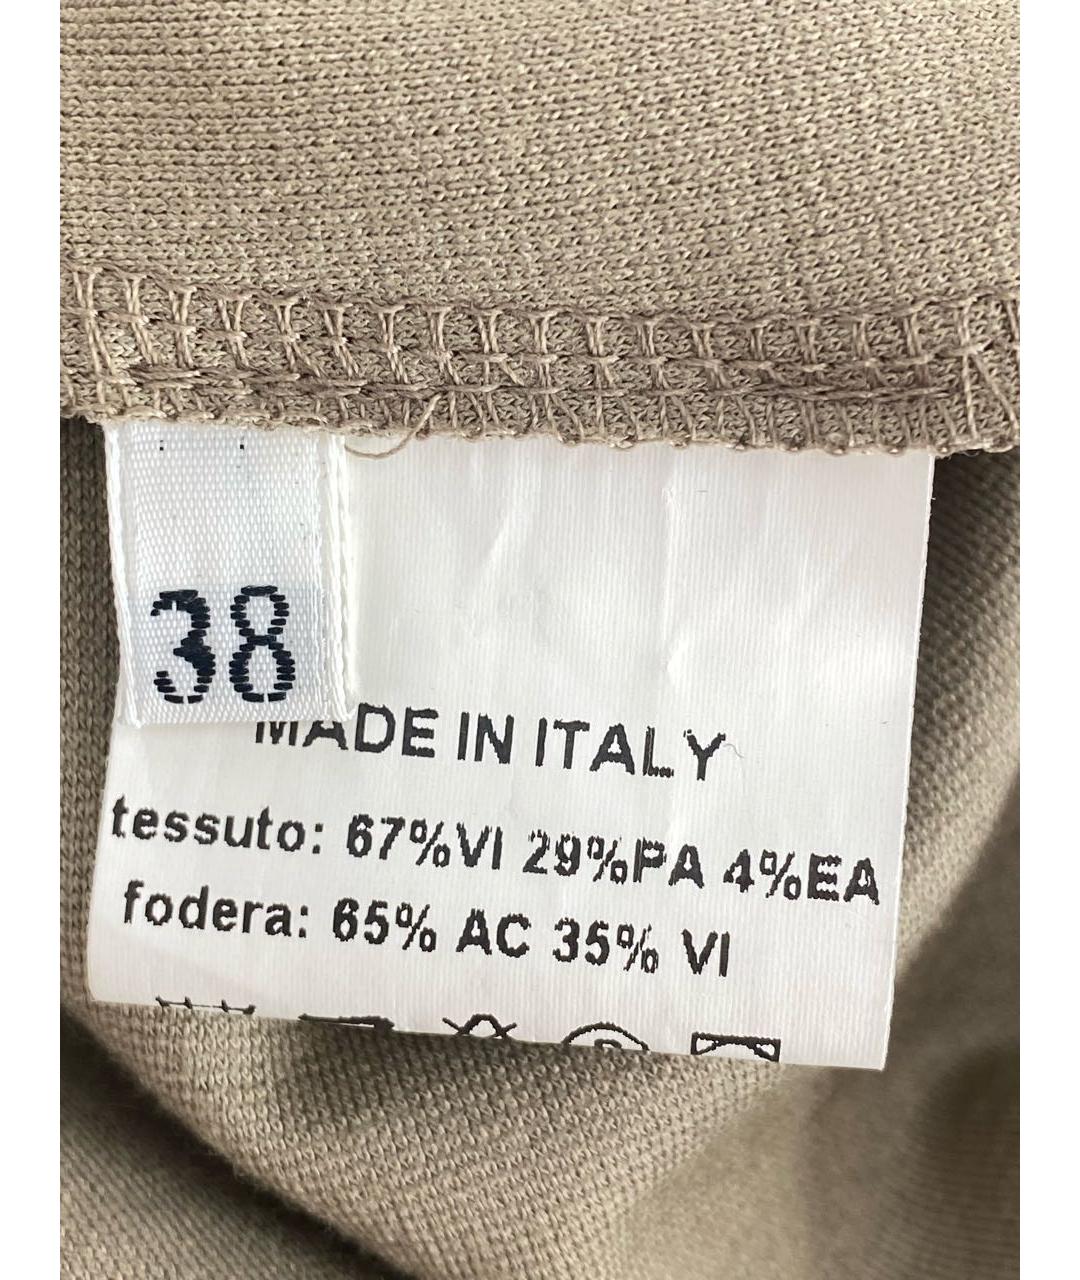 38
MADE IN ITALY
tessuto: 67%VI 29%PA 4%EA
fodera: 65% AC 35% VI